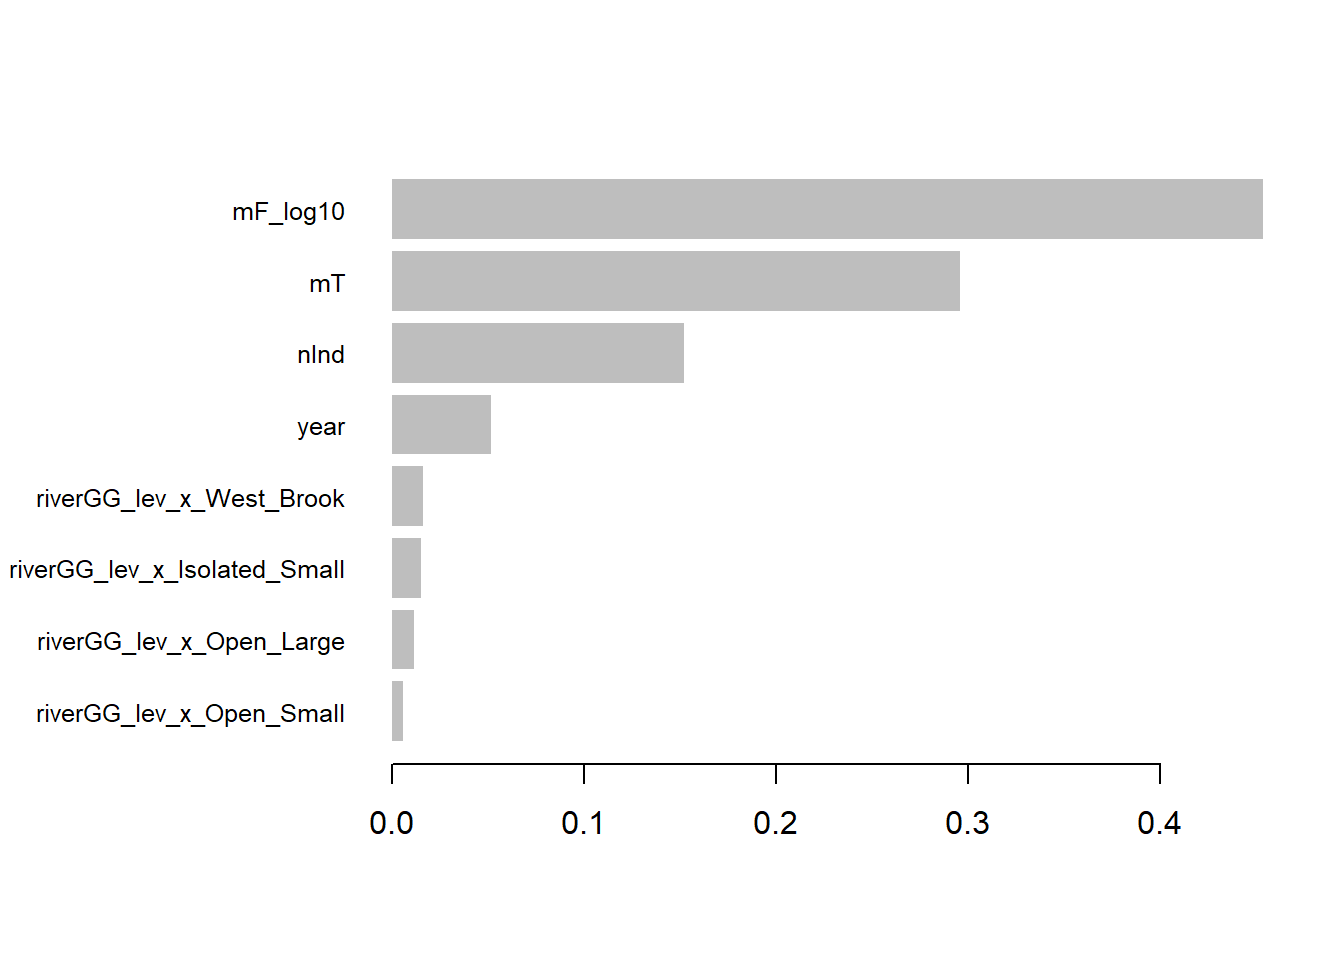 mF_log10
mT
nInd
year
riverGG_lev_x_West_Brook
riverGG_lev_x_Isolated_Small
riverGG_lev_x_Open_Large
riverGG_lev_x_Open_Small
0.0 0.1 0.2 0.3 0.4